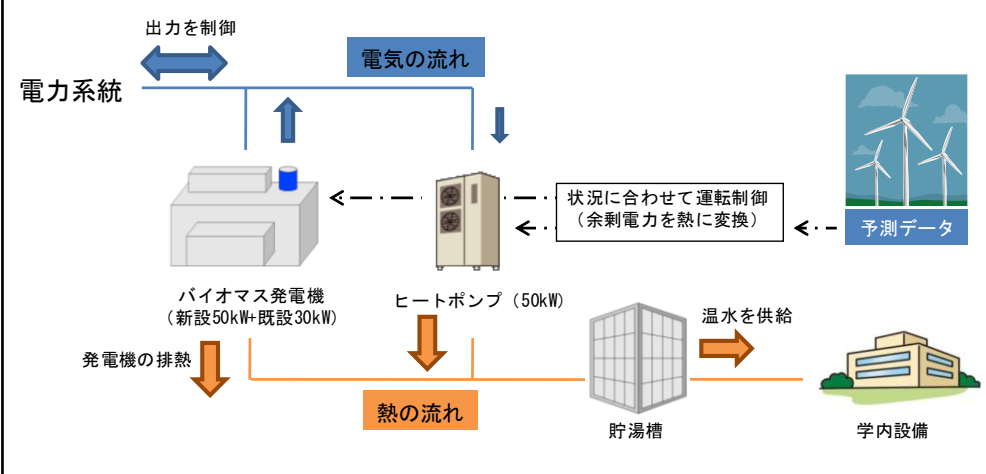 出力を制御
電気の流れ
電力系統
状況に合わせて運転制御
（余剰電力を熱に変換）
予測データ
バイオマス発電機
（新設50kW+既設30kW）
ヒートポンプ（50kW）
温水を供給
発電機の排熱
熱の流れ
貯湯槽
学内設備